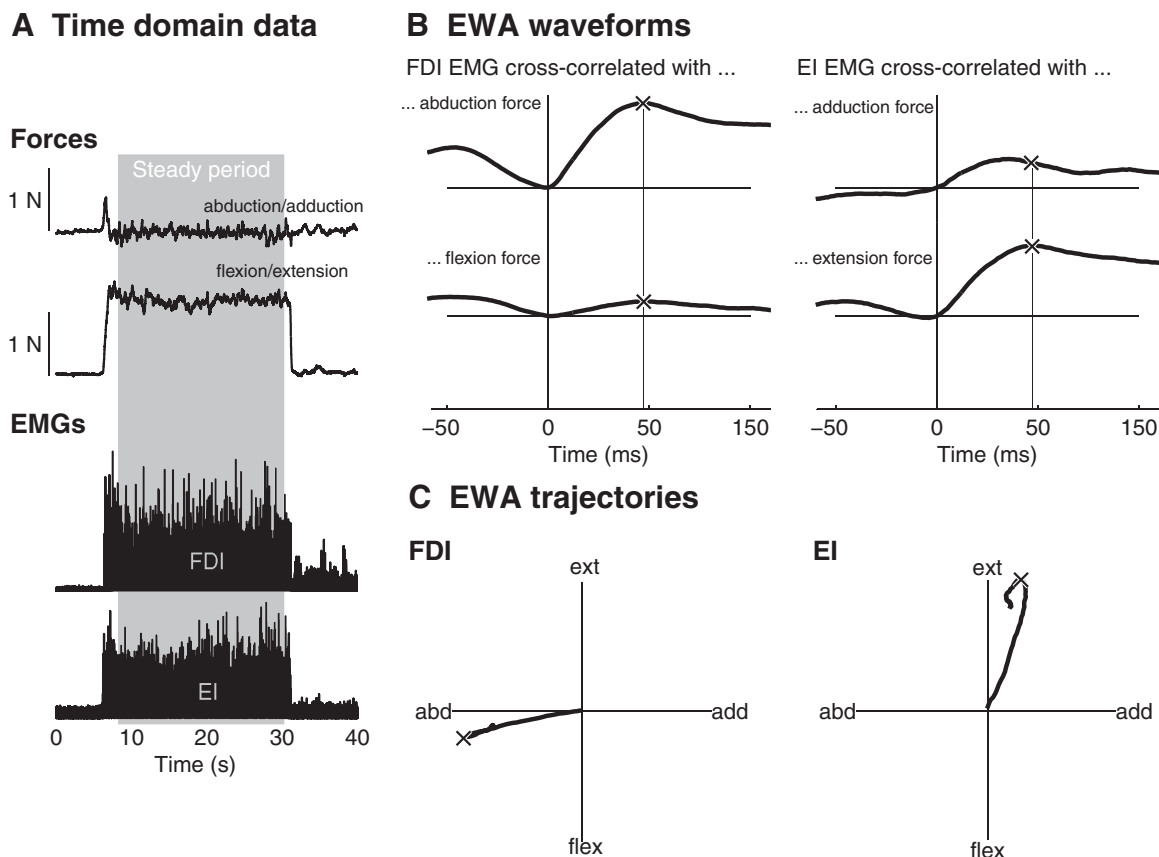 A Time domain data
Forces
Steady period
1 N
abduction/adduction
flexion/extension
1 N
EMGs
FDI
EI
0 10 20 30 40
Time (s)
B EWA waveforms
FDI EMG cross-correlated with ...
... abduction force
... flexion force
−50 0 50 150
Time (ms)
EI EMG cross-correlated with ...
... adduction force
... extension force
−50 0 50 150
Time (ms)
C EWA trajectories
FDI
ext
abd add
flex
EI
ext
abd add
flex